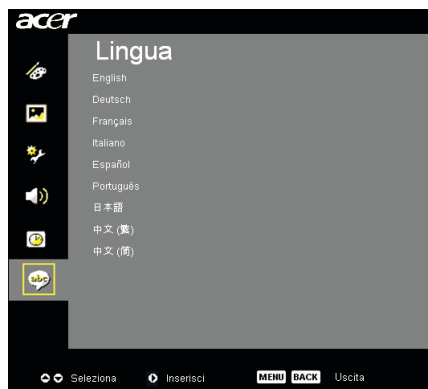 acer
Lingua
English
Deutsch
Français
Italiano
Español
Português
日本語
中文 (繁)
中文 (简)
abc
Seleziona Inserisci MENU BACK Uscita